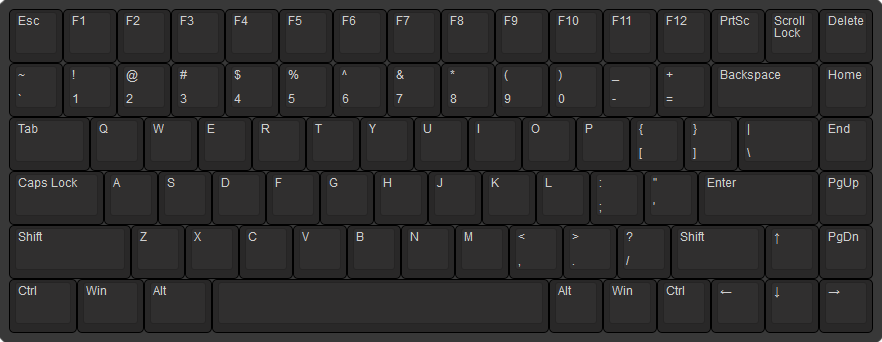 Esc F1 F2 F3 F4 F5 F6 F7 F8 F9 F10 F11 F12 PrtSc Scroll Lock Delete
~ ! @ # $ % ^ & * ( ) _ + Backspace Home
` 1 2 3 4 5 6 7 8 9 0 - =
Tab Q W E R T Y U I O P { } | End
[ ] \
Caps Lock A S D F G H J K L : " Enter PgUp
; '
Shift Z X C V B N M < > ? Shift ↑ PgDn
, . /
Ctrl Win Alt Alt Win Ctrl ← ↓ →